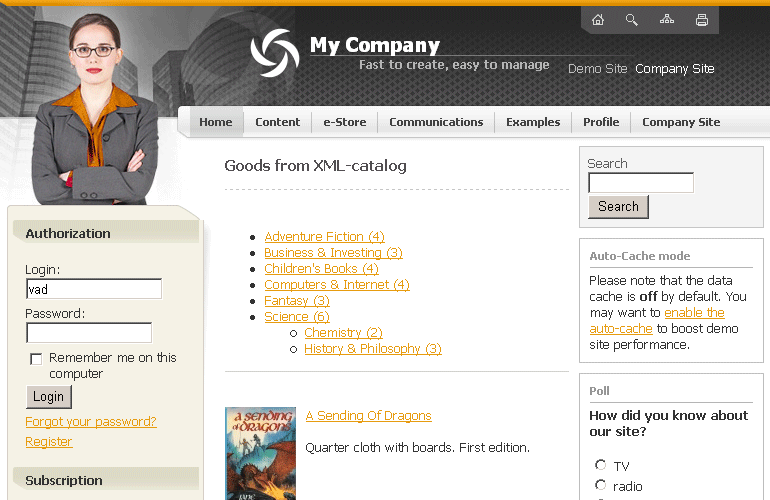 My Company
Fast to create, easy to manage
Demo Site Company Site
Home Content e-Store Communications Examples Profile Company Site
Authorization
Login:
vad
Password:
Remember me on this
computer
Login
Forgot your password?
Register
Subscription
Goods from XML-catalog
Adventure Fiction (4)
Business & Investing (3)
Children's Books (4)
Computers & Internet (4)
Fantasy (3)
Science (6)
Chemistry (2)
History & Philosophy (3)
A SENDING
OF DRAGONS
JANE
A Sending Of Dragons
Quarter cloth with boards. First edition.
Search
Search
Auto-Cache mode
Please note that the data
cache is off by default. You
may want to enable the
auto-cache to boost demo
site performance.
Poll
How did you know about
our site?
TV
radio